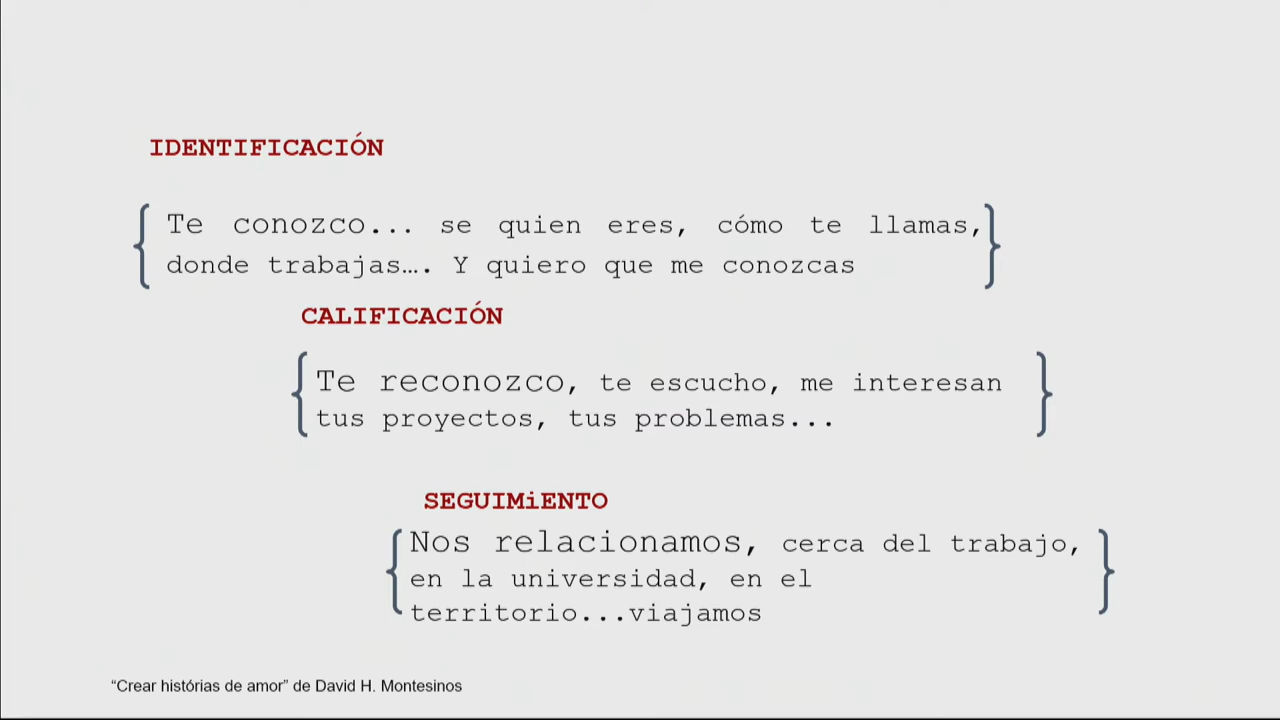 IDENTIFICACIÓN
Te conozco... se quien eres, cómo te llamas,
donde trabajas…. Y quiero que me conozcas
CALIFICACIÓN
Te reconozco, te escucho, me interesan
tus proyectos, tus problemas...
SEGUIMiENTO
Nos relacionamos, cerca del trabajo,
en la universidad, en el
territorio...viajamos
“Crear histórias de amor” de David H. Montesinos